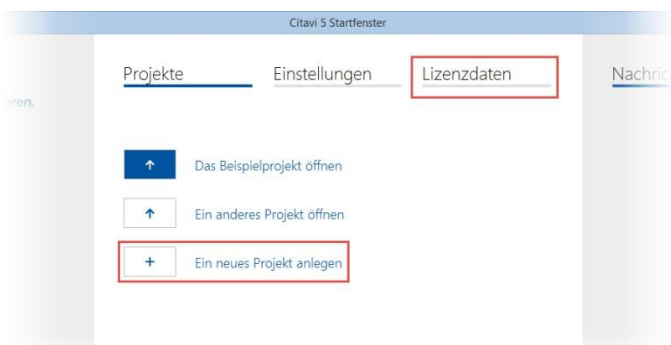 Citavi 5 Startfenster
Projekte Einstellungen Lizenzdaten
Das Beispielprojekt öffnen
Ein anderes Projekt öffnen
Ein neues Projekt anlegen